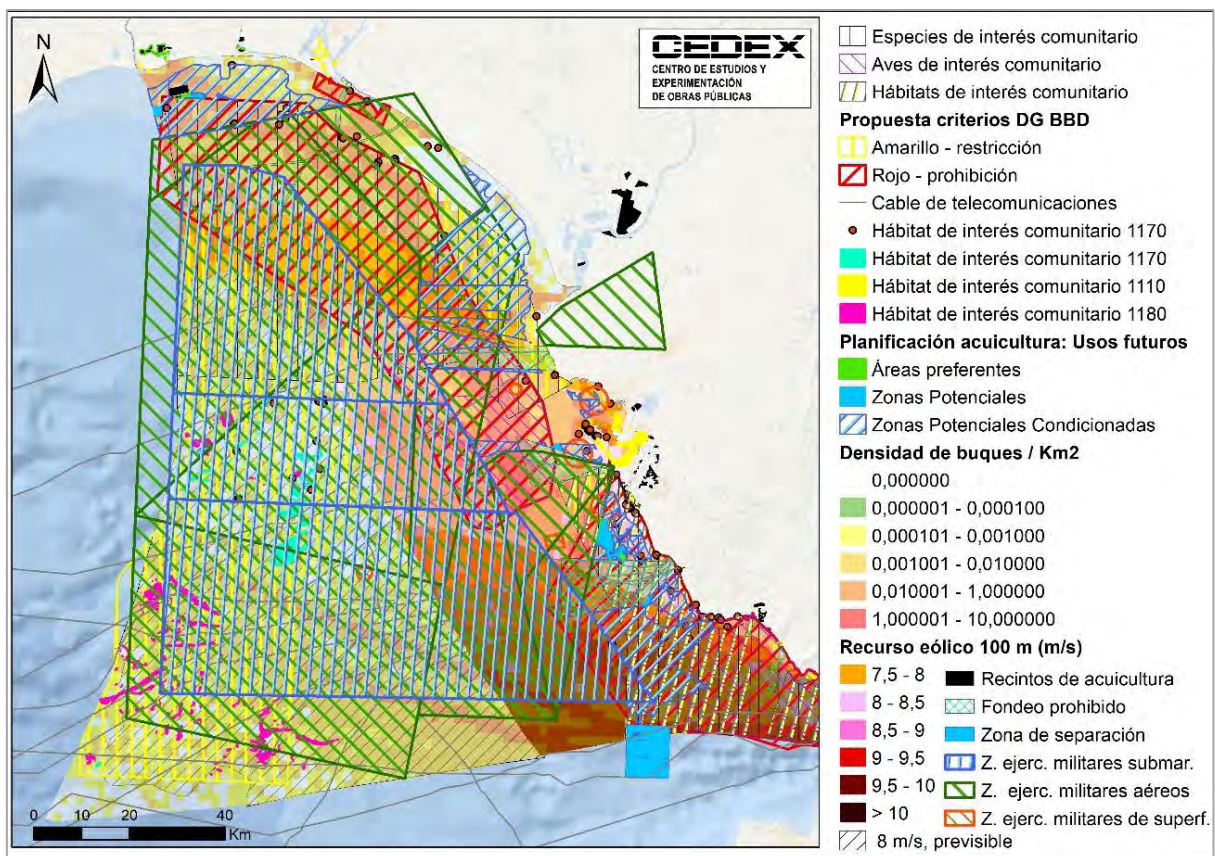 N
CEDEX
CENTRO DE ESTUDIOS Y
EXPERIMENTACIÓN
DE OBRAS PÚBLICAS
0 10 20 40
Km
Especies de interés comunitario
Aves de interés comunitario
Hábitats de interés comunitario
Propuesta criterios DG BBD
Amarillo - restricción
Rojo - prohibición
Cable de telecomunicaciones
Hábitat de interés comunitario 1170
Hábitat de interés comunitario 1170
Hábitat de interés comunitario 1110
Hábitat de interés comunitario 1180
Planificación acuicultura: Usos futuros
Áreas preferentes
Zonas Potenciales
Zonas Potenciales Condicionadas
Densidad de buques / Km2
0,000000
0,000001 - 0,000100
0,000101 - 0,001000
0,001001 - 0,010000
0,010001 - 1,000000
1,000001 - 10,000000
Recurso eólico 100 m (m/s)
7,5 - 8 Recintos de acuicultura
8 - 8,5 Fondeo prohibido
8,5 - 9 Zona de separación
9 - 9,5 Z. ejerc. militares submar.
9,5 - 10 Z. ejerc. militares aéreos
> 10 Z. ejerc. militares de superf.
8 m/s, previsible